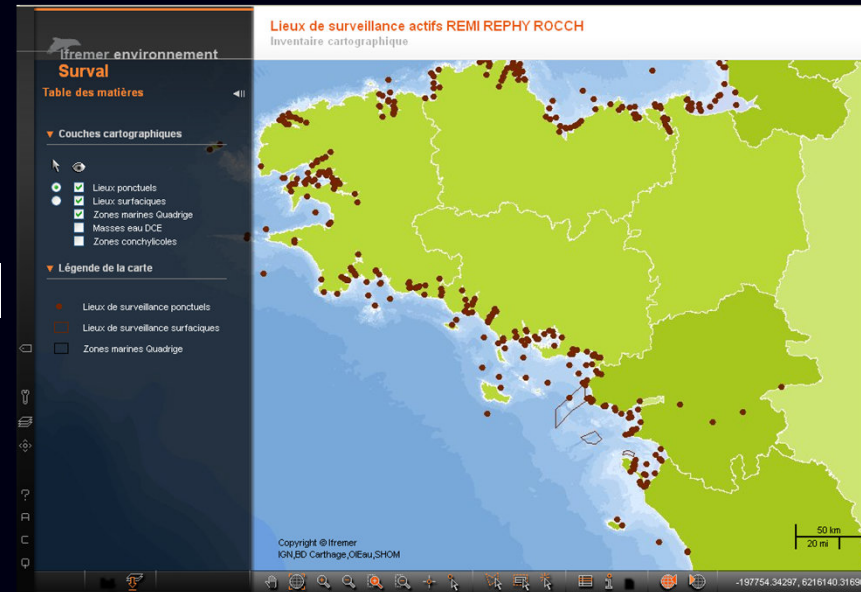 Lieux de surveillance actifs REMI REPHY ROCCH
Inventaire cartographique
ifremer environnement
Surval
Table des matières
Couches cartographiques
Lieux ponctuels
Lieux surfaciques
Zones marines Quadrige
Masses eau DCE
Zones conchylicoles
Légende de la carte
Lieux de surveillance ponctuels
Lieux de surveillance surfaciques
Zones marines Quadrige
?
A
C
Q
Copyright © Ifremer
IGN,BD Carthage,OIEau,SHOM
50 km
20 mi
-197754.34297, 6216140.3169